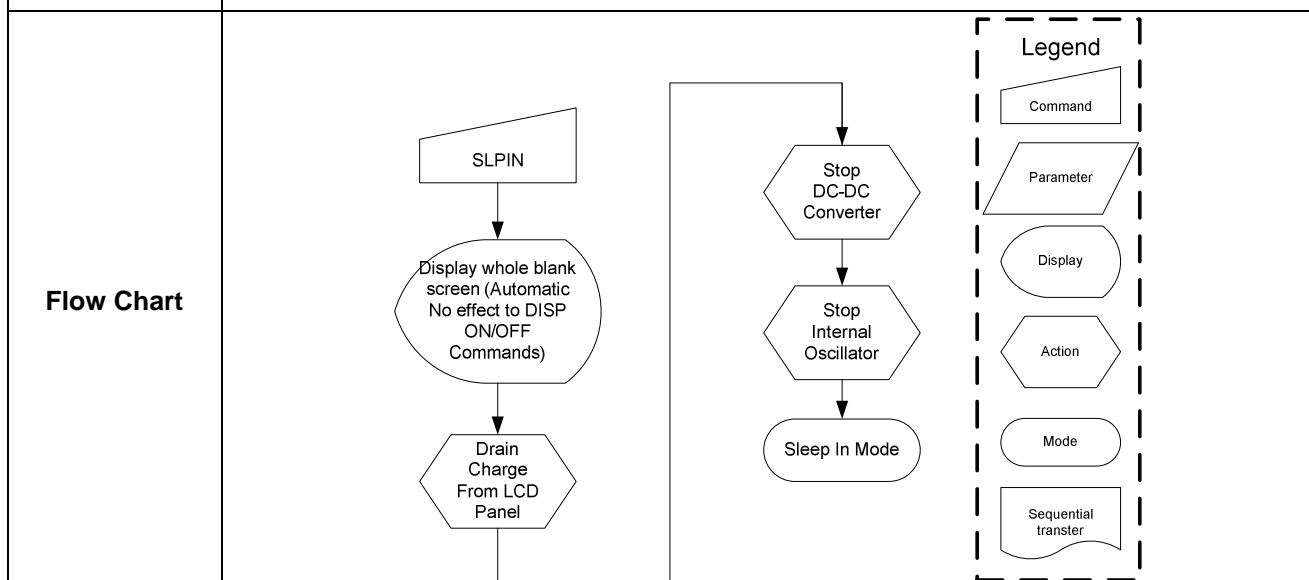 Flow Chart
SLPIN
Display whole blank
screen (Automatic
No effect to DISP
ON/OFF
Commands)
Drain
Charge
From LCD
Panel
Stop
DC-DC
Converter
Stop
Internal
Oscillator
Sleep In Mode
Legend
Command
Parameter
Display
Action
Mode
Sequential
transter